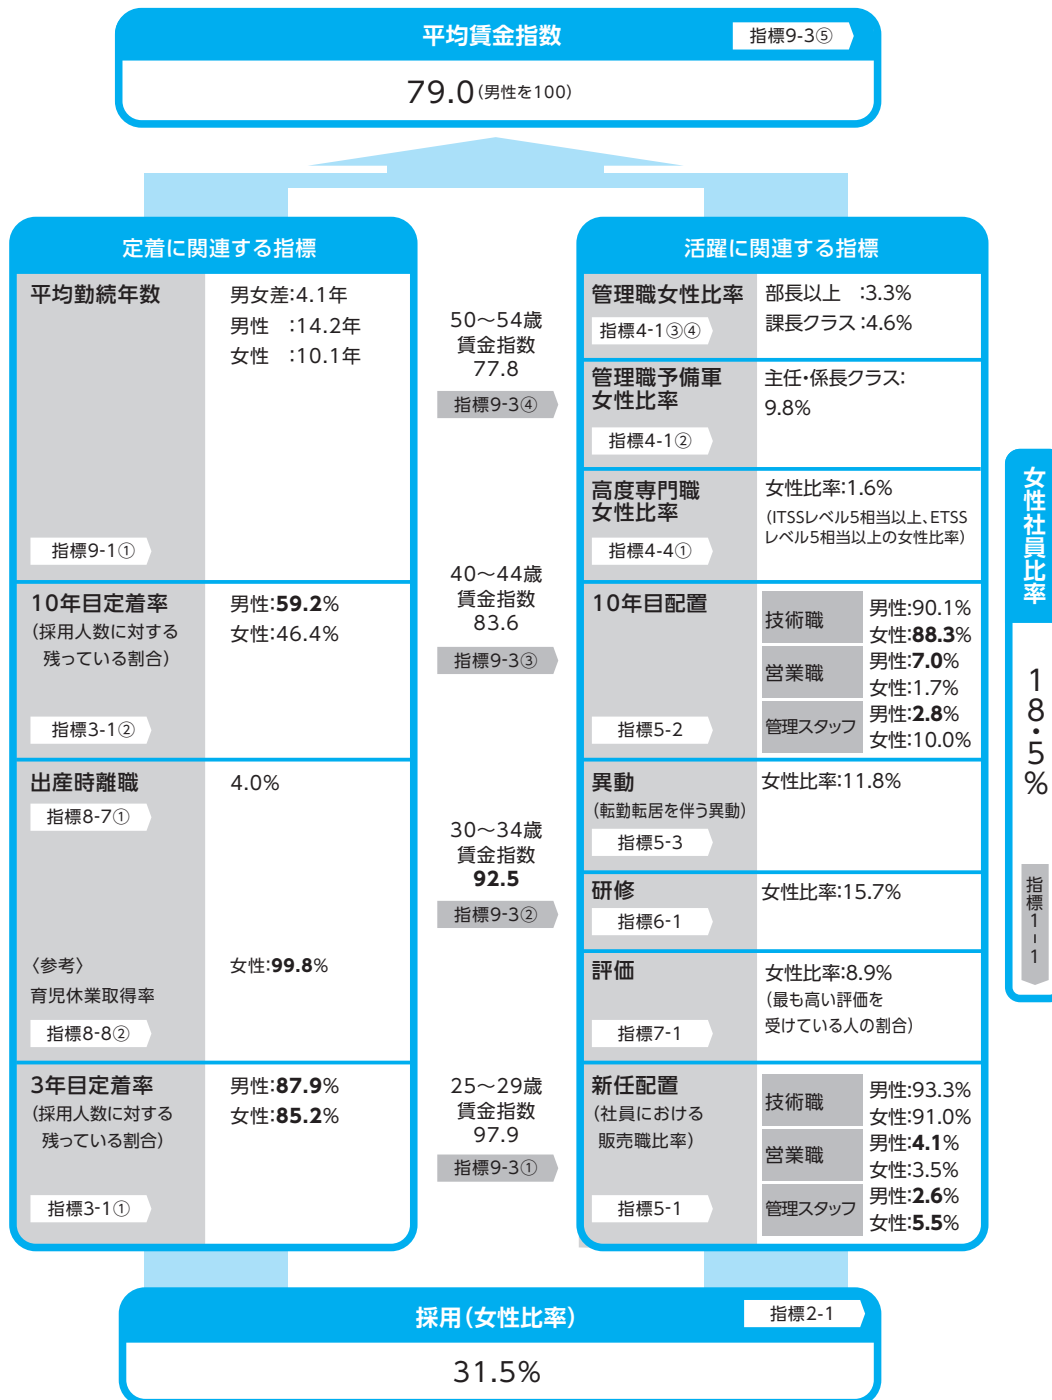 平均賃金指数
指標9-3⑤
79.0(男性を100)
定着に関連する指標
平均勤続年数
男女差:4.1年
男性 :14.2年
女性 :10.1年
指標9-1①
10年目定着率
(採用人数に対する
残っている割合)
男性:59.2%
女性:46.4%
指標3-1②
出産時離職
4.0%
指標8-7①
〈参考〉
育児休業取得率
女性:99.8%
指標8-8②
3年目定着率
(採用人数に対する
残っている割合)
男性:87.9%
女性:85.2%
指標3-1①
50〜54歳
賃金指数
77.8
指標9-3④
40〜44歳
賃金指数
83.6
指標9-3③
30〜34歳
賃金指数
92.5
指標9-3②
25〜29歳
賃金指数
97.9
指標9-3①
活躍に関連する指標
管理職女性比率
部長以上 :3.3%
課長クラス:4.6%
指標4-1③④
管理職予備軍
女性比率
主任・係長クラス:
9.8%
指標4-1②
高度専門職
女性比率
女性比率:1.6%
(ITSSレベル5相当以上、ETSS
レベル5相当以上の女性比率)
指標4-4①
10年目配置
技術職
男性:90.1%
女性:88.3%
営業職
男性:7.0%
女性:1.7%
管理スタッフ
男性:2.8%
女性:10.0%
指標5-2
異動
(転勤転居を伴う異動)
女性比率:11.8%
指標5-3
研修
女性比率:15.7%
指標6-1
評価
女性比率:8.9%
(最も高い評価を
受けている人の割合)
指標7-1
新任配置
(社員における
販売職比率)
技術職
男性:93.3%
女性:91.0%
営業職
男性:4.1%
女性:3.5%
管理スタッフ
男性:2.6%
女性:5.5%
指標5-1
女性社員比率
18・5%
指標1-1
採用(女性比率)
指標2-1
31.5%